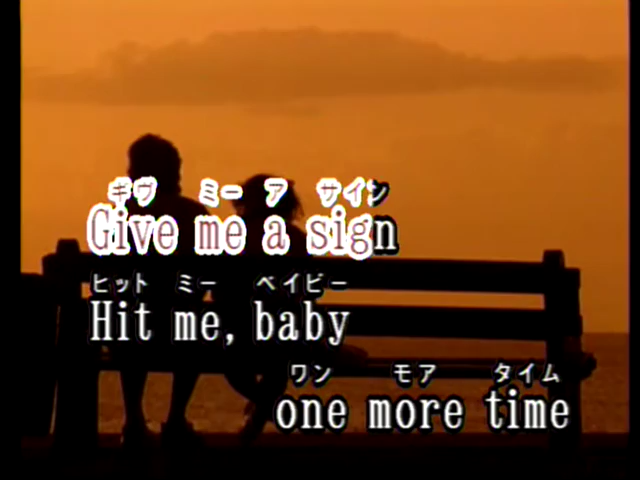 ギヴ ミー ア サイン
Give me a sign
ヒット ミー ベイビー
Hit me, baby
ワン モア タイム
one more time